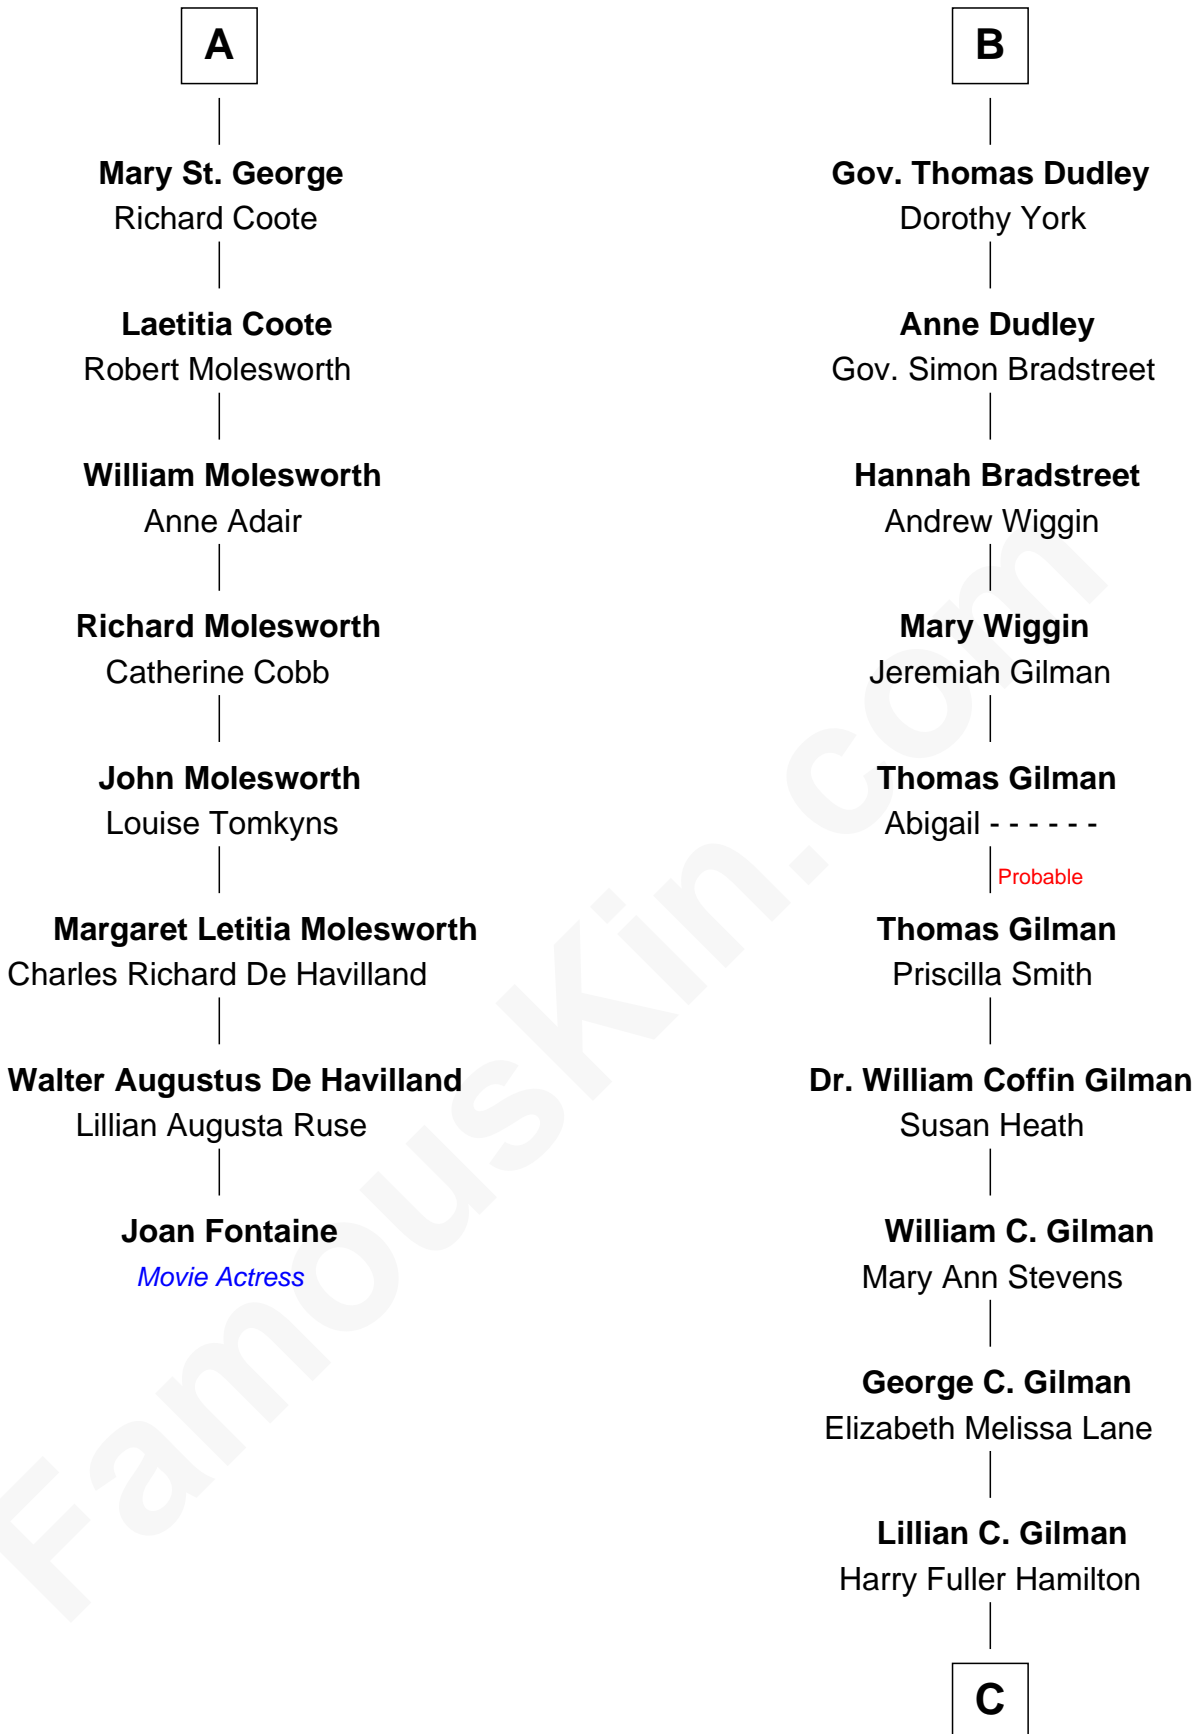 A
Mary St. George
Richard Coote
Laetitia Coote
Robert Molesworth
William Molesworth
Anne Adair
Richard Molesworth
Catherine Cobb
John Molesworth
Louise Tomkyns
Margaret Letitia Molesworth
Charles Richard De Havilland
Walter Augustus De Havilland
Lillian Augusta Ruse
Joan Fontaine
Movie Actress
B
Gov. Thomas Dudley
Dorothy York
Anne Dudley
Gov. Simon Bradstreet
Hannah Bradstreet
Andrew Wiggin
Mary Wiggin
Jeremiah Gilman
Thomas Gilman
Abigail - - - - - -
Probable
Thomas Gilman
Priscilla Smith
Dr. William Coffin Gilman
Susan Heath
William C. Gilman
Mary Ann Stevens
George C. Gilman
Elizabeth Melissa Lane
Lillian C. Gilman
Harry Fuller Hamilton
C
FamousKin.com